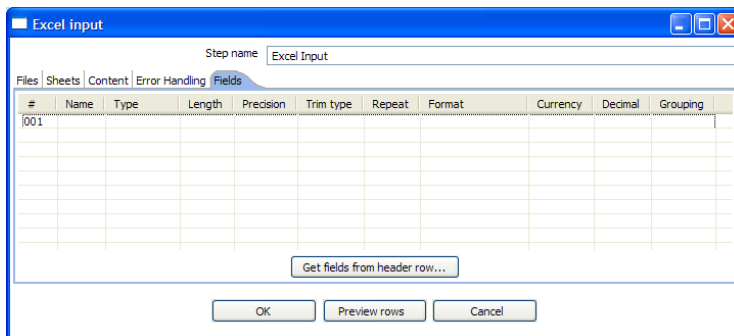 Excel input
Step name Excel Input
Files Sheets Content Error Handling Fields
# Name Type Length Precision Trim type Repeat Format Currency Decimal Grouping
001
Get fields from header row...
OK Preview rows Cancel